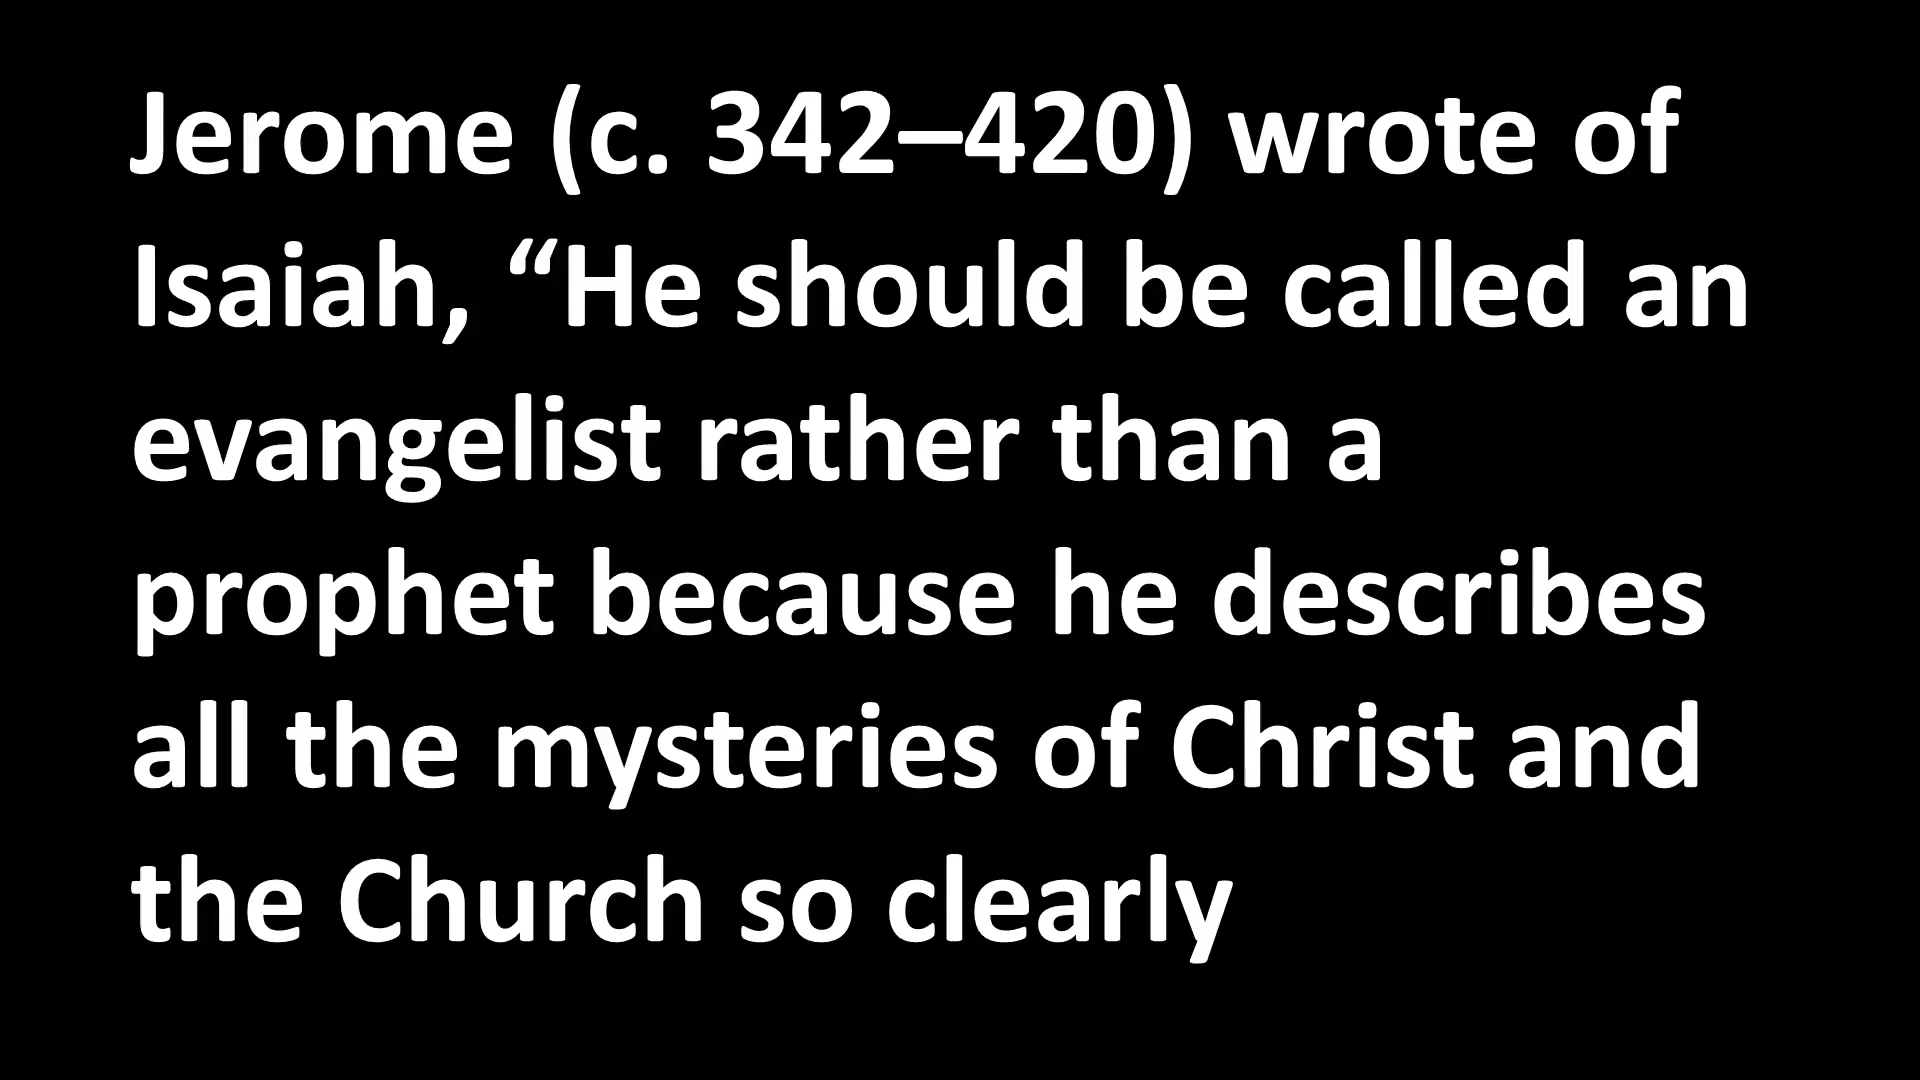 Jerome (c. 342–420) wrote of
Isaiah, “He should be called an
evangelist rather than a
prophet because he describes
all the mysteries of Christ and
the Church so clearly